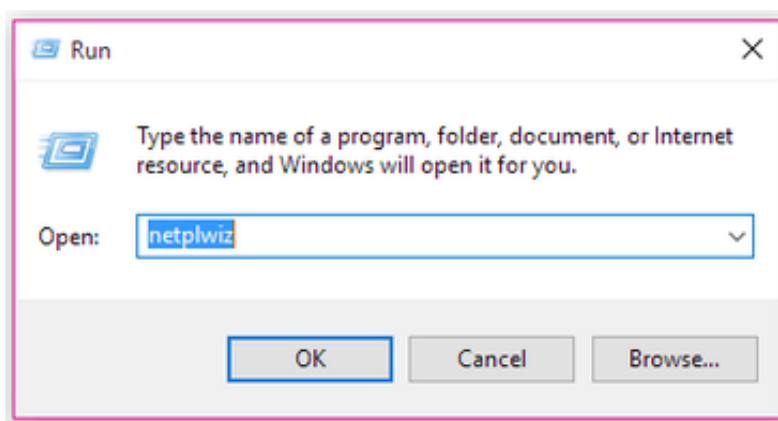 Run
Type the name of a program, folder, document, or Internet
resource, and Windows will open it for you.
Open: netplwiz
OK Cancel Browse...